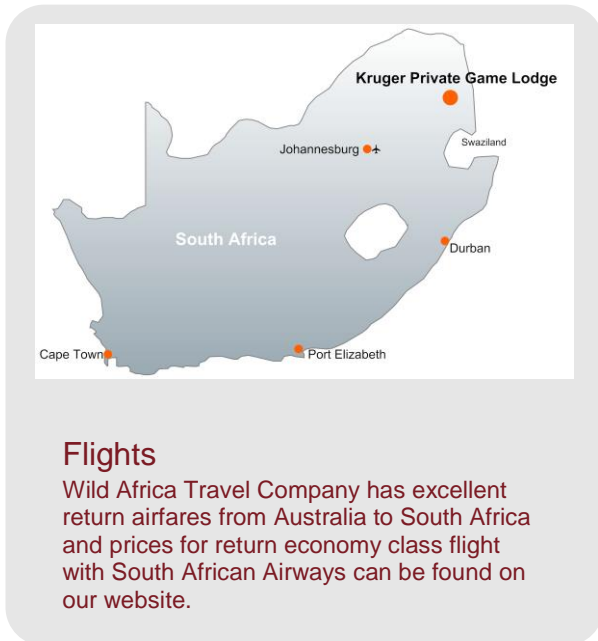 Kruger Private Game Lodge
Swaziland
Johannesburg
South Africa
Durban
Cape Town
Port Elizabeth
Flights
Wild Africa Travel Company has excellent
return airfares from Australia to South Africa
and prices for return economy class flight
with South African Airways can be found on
our website.